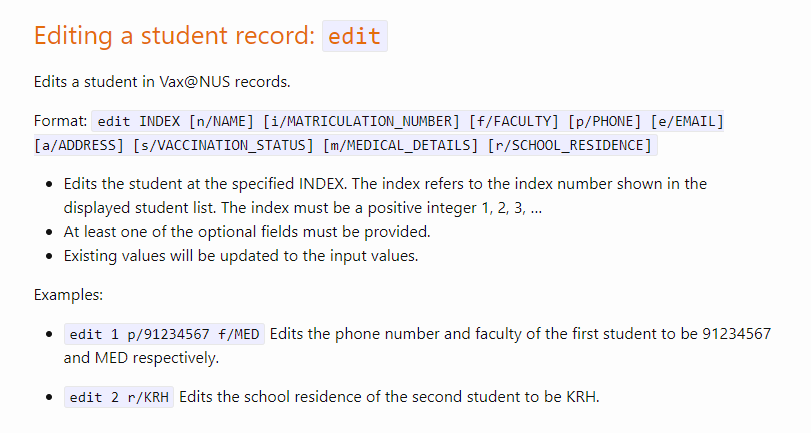 Editing a student record: edit
Edits a student in Vax@NUS records.
Format: edit INDEX [n/NAME] [i/MATRICULATION_NUMBER] [f/FACULTY] [p/PHONE] [e/EMAIL]
[a/ADDRESS] [s/VACCINATION_STATUS] [m/MEDICAL_DETAILS] [r/SCHOOL_RESIDENCE]
• Edits the student at the specified INDEX. The index refers to the index number shown in the
displayed student list. The index must be a positive integer 1, 2, 3, …
• At least one of the optional fields must be provided.
• Existing values will be updated to the input values.
Examples:
• edit 1 p/91234567 f/MED Edits the phone number and faculty of the first student to be 91234567
and MED respectively.
• edit 2 r/KRH Edits the school residence of the second student to be KRH.